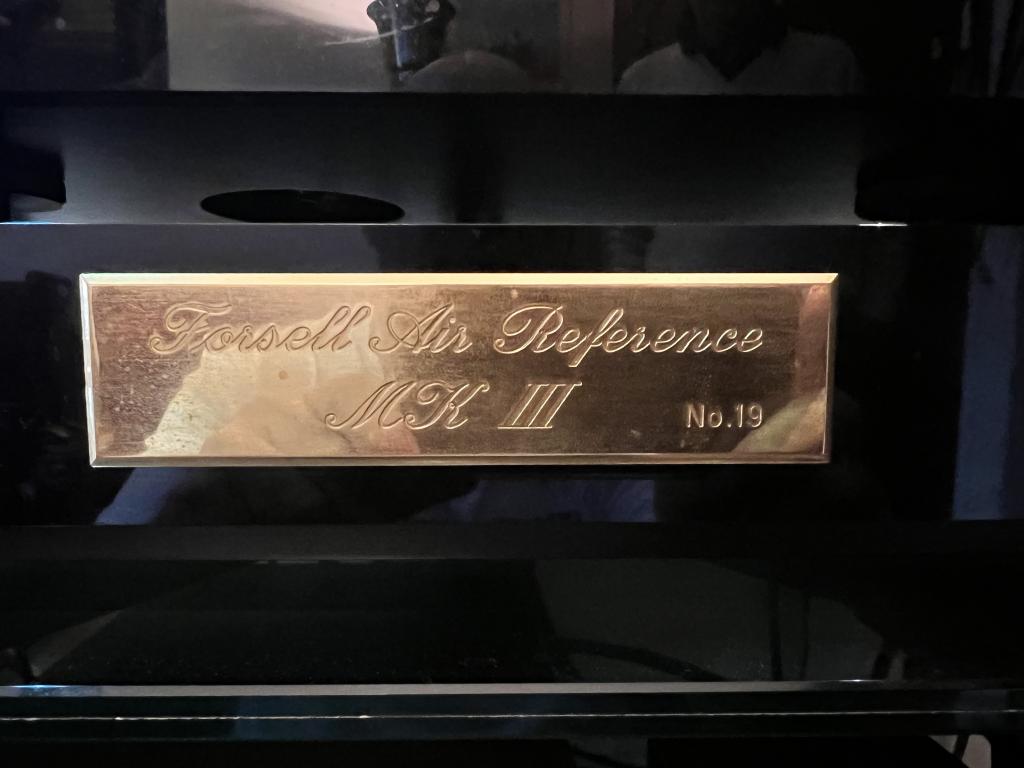 Forsell Air Reference
MK III No.19